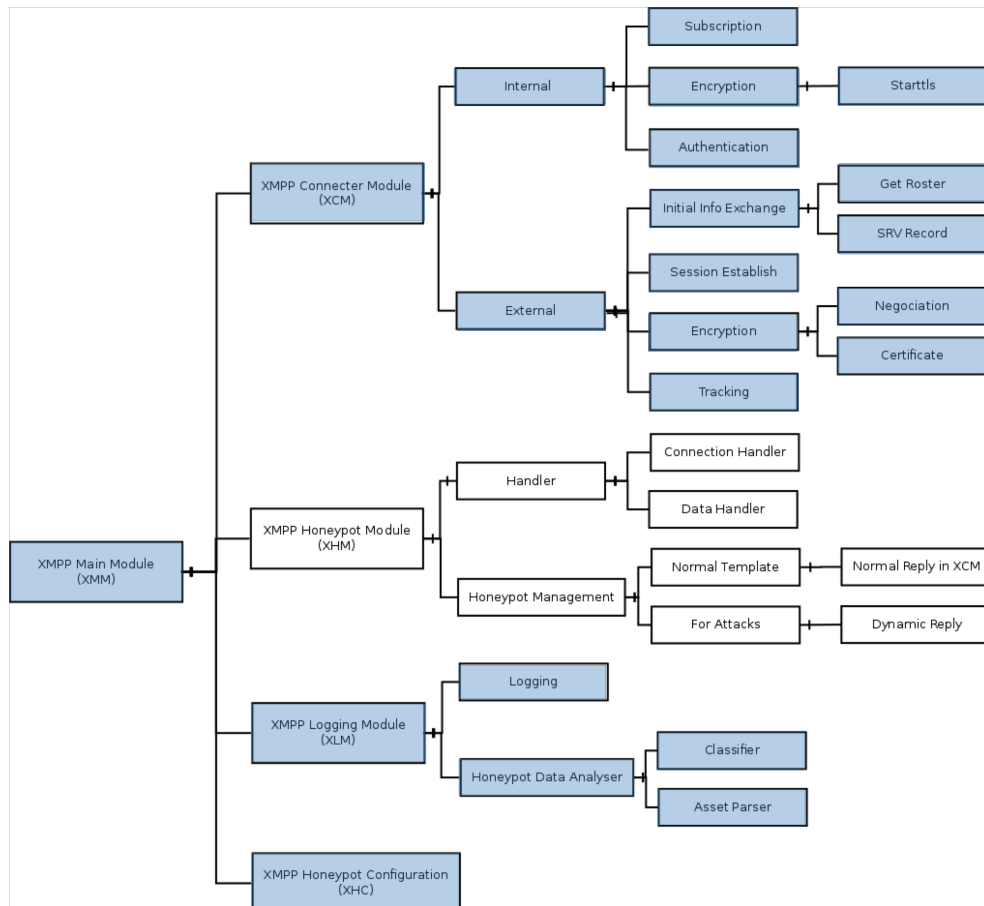 Subscription
Internal
Encryption
Starttls
Authentication
XMPP Connecter Module
(XCM)
Initial Info Exchange
Get Roster
SRV Record
Session Establish
External
Encryption
Negociation
Certificate
Tracking
Connection Handler
Handler
Data Handler
XMPP Honeypot Module
(XHM)
XMPP Main Module
(XMM)
Normal Template
Normal Reply in XCM
Honeypot Management
For Attacks
Dynamic Reply
Logging
XMPP Logging Module
(XLM)
Classifier
Honeypot Data Analyser
Asset Parser
XMPP Honeypot Configuration
(XHC)